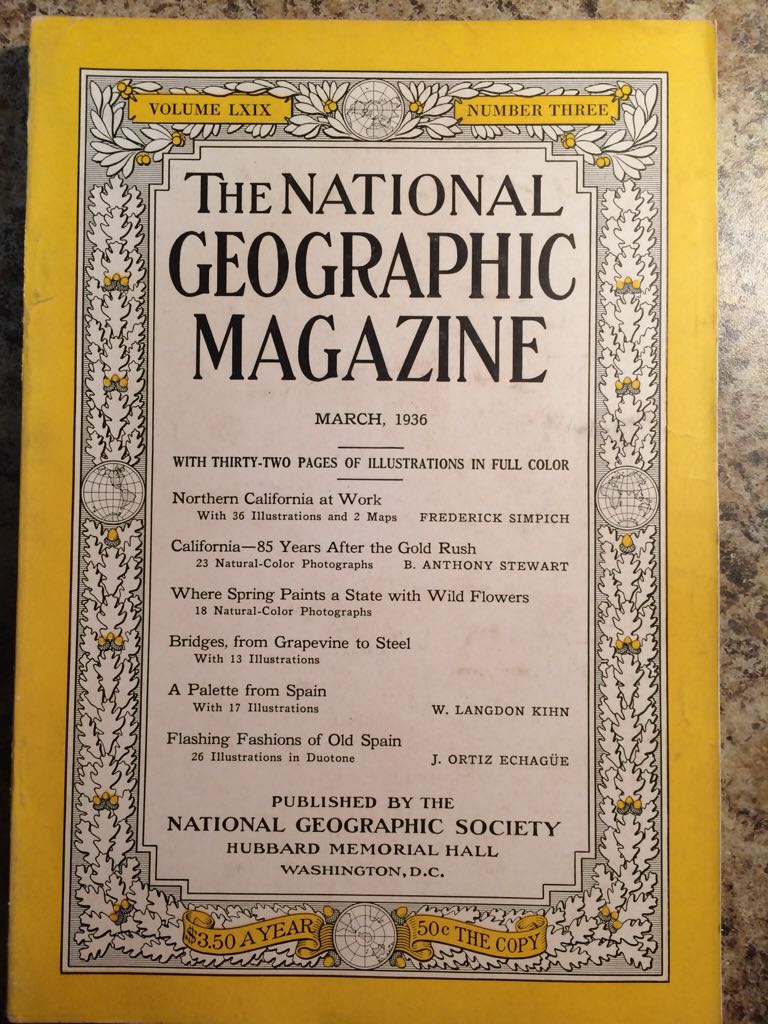 VOLUME LXIX
NUMBER THREE
THE NATIONAL
GEOGRAPHIC
MAGAZINE
MARCH, 1936
WITH THIRTY-TWO PAGES OF ILLUSTRATIONS IN FULL COLOR
Northern California at Work
With 36 Illustrations and 2 Maps FREDERICK SIMPICH
California—85 Years After the Gold Rush
23 Natural-Color Photographs B. ANTHONY STEWART
Where Spring Paints a State with Wild Flowers
18 Natural-Color Photographs
Bridges, from Grapevine to Steel
With 13 Illustrations
A Palette from Spain
With 17 Illustrations W. LANGDON KIHN
Flashing Fashions of Old Spain
26 Illustrations in Duotone J. ORTIZ ECHAGÜE
PUBLISHED BY THE
NATIONAL GEOGRAPHIC SOCIETY
HUBBARD MEMORIAL HALL
WASHINGTON, D.C.
$3.50 A YEAR
50c THE COPY